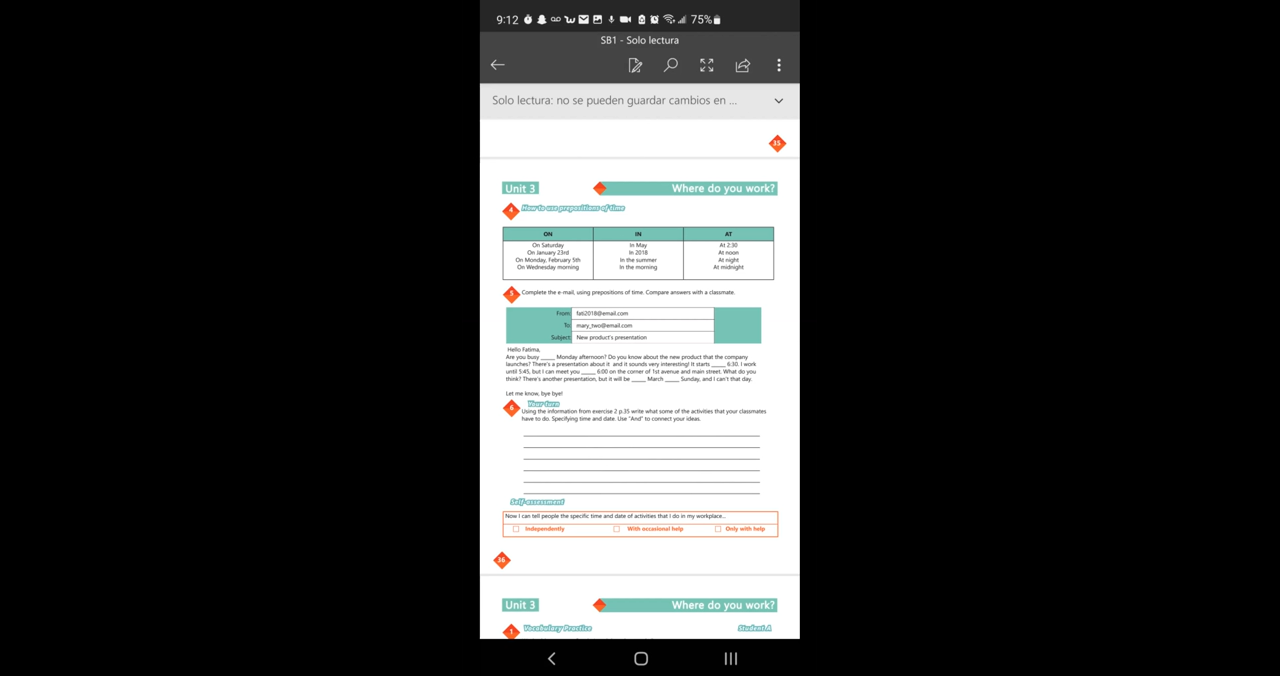 9:12 75%
SB1 - Solo lectura
Solo lectura: no se pueden guardar cambios en ...
35
Unit 3 Where do you work?
4 How to use prepositions of time
ON IN AT
On Saturday In May At 2:30
On January 23rd In 2018 At noon
On Monday, February 5th In the summer At night
On Wednesday morning In the morning At midnight
5 Complete the e-mail, using prepositions of time. Compare answers with a classmate.
From: fati2018@email.com
To: mary_two@email.com
Subject: New product's presentation
Hello Fatima,
Are you busy _____ Monday afternoon? Do you know about the new product that the company
launches? There's a presentation about it and it sounds very interesting! It starts _____ 6:30. I work
until 5:45, but I can meet you _____ 6:00 on the corner of 1st avenue and main street. What do you
think? There's another presentation, but it will be _____ March _____ Sunday, and I can't that day.
Let me know, bye bye!
6 Your turn
Using the information from exercise 2 p.35 write what some of the activities that your classmates
have to do. Specifying time and date. Use "And" to connect your ideas.
Self-assessment
Now I can tell people the specific time and date of activities that I do in my workplace...
Independently With occasional help Only with help
36
Unit 3 Where do you work?
1 Vocabulary Practice Student A